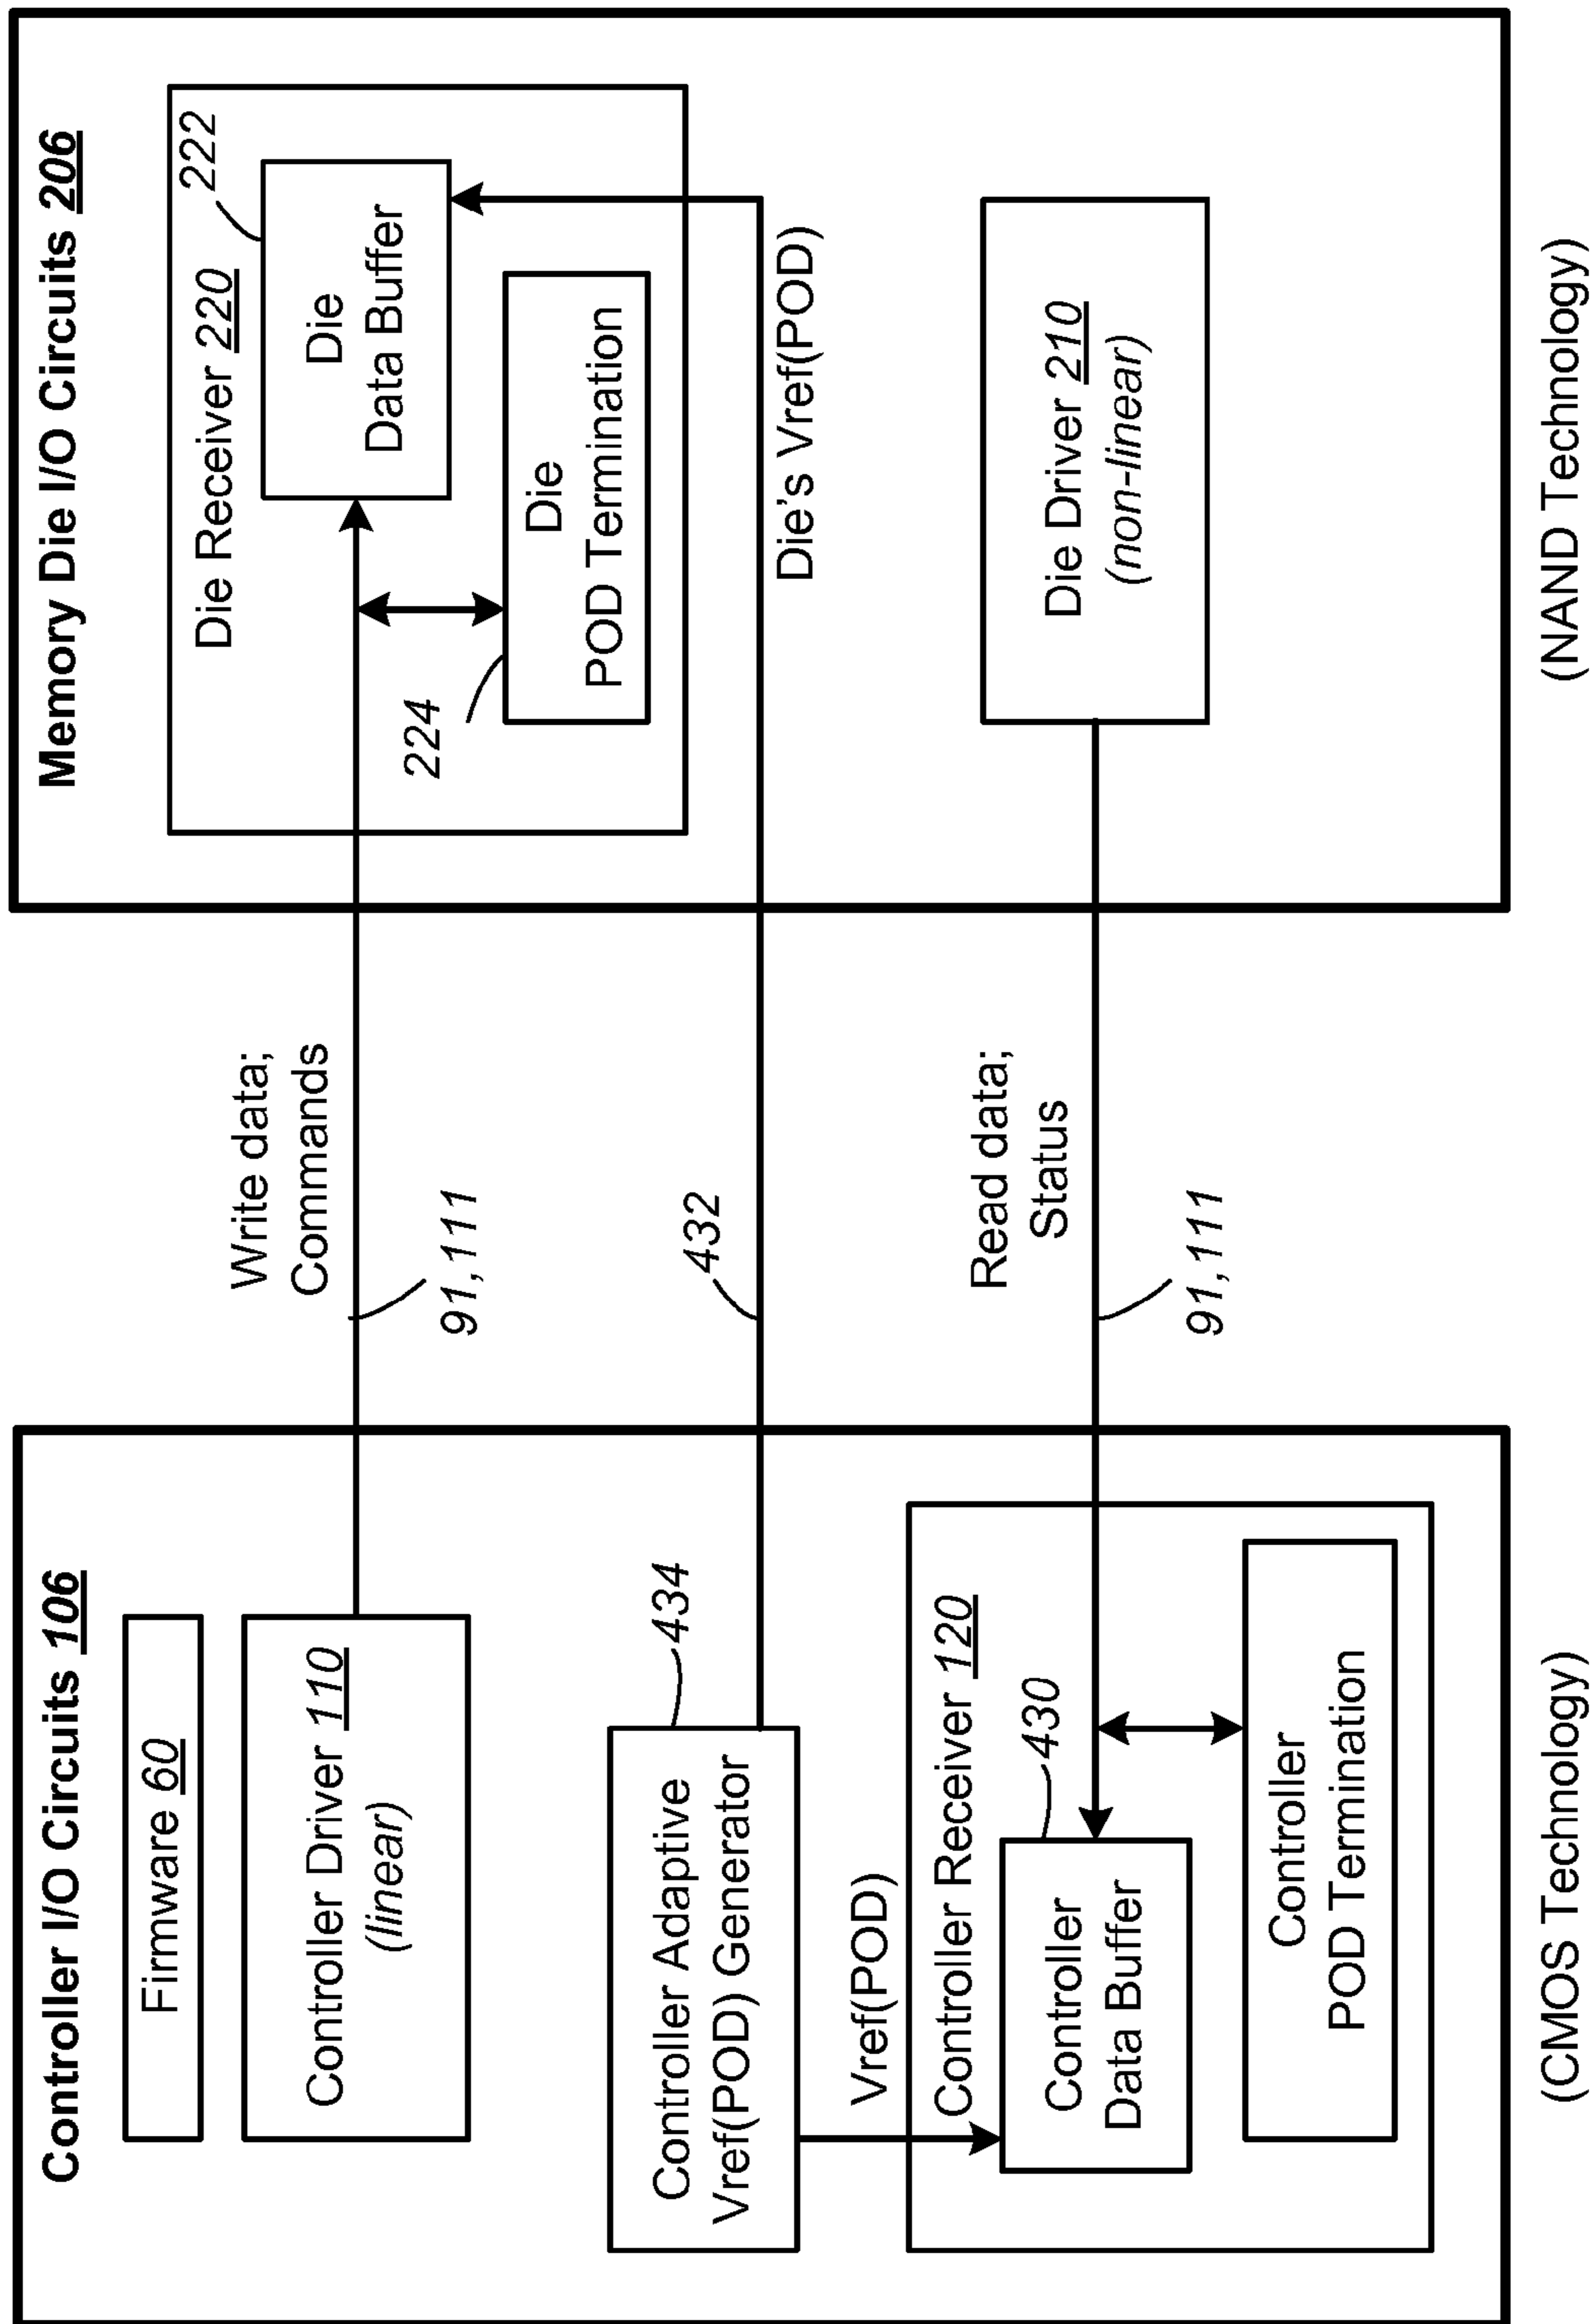 Controller I/O Circuits 106
Firmware 60
Controller Driver 110
(linear)
434
Controller Adaptive
Vref(POD) Generator
Vref(POD)
Controller Receiver 120
430
Controller
Data Buffer
Controller
POD Termination
(CMOS Technology)
Write data;
Commands
91,111
432
Read data;
Status
91,111
Memory Die I/O Circuits 206
Die Receiver 220
222
Die
Data Buffer
224
Die
POD Termination
Die's Vref(POD)
Die Driver 210
(non-linear)
(NAND Technology)